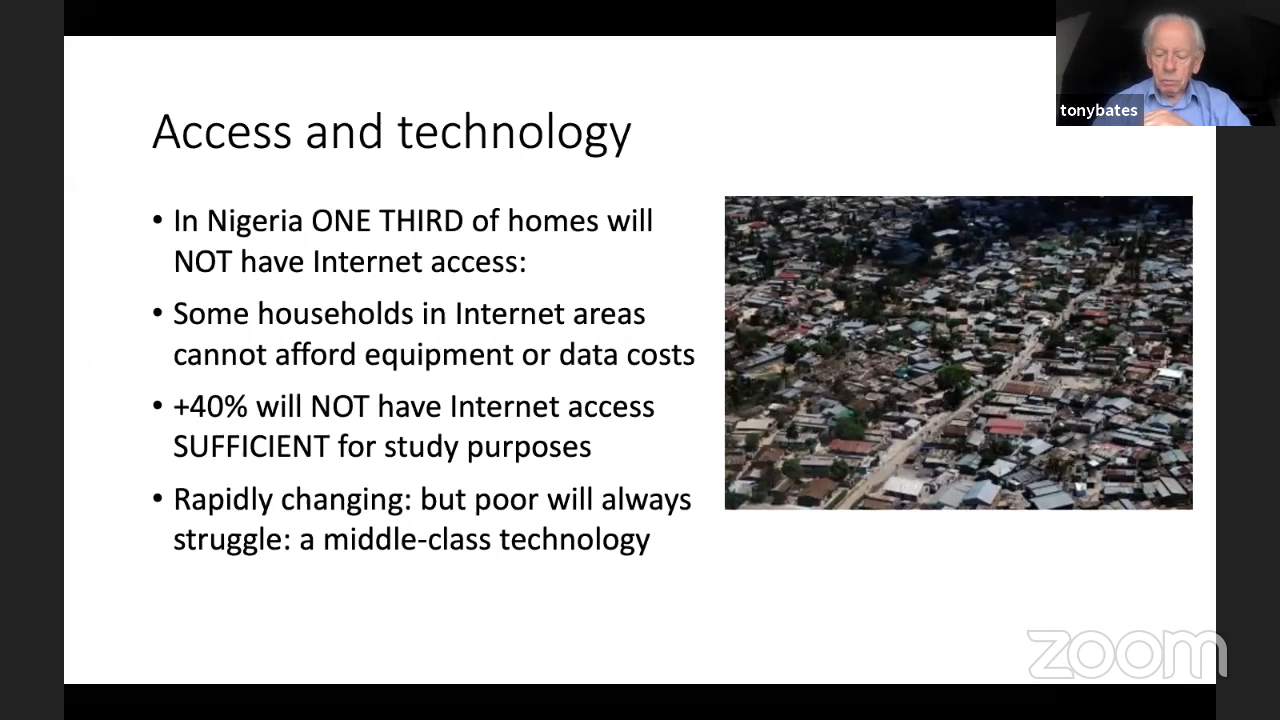 tonybates
Access and technology
• In Nigeria ONE THIRD of homes will
NOT have Internet access:
• Some households in Internet areas
cannot afford equipment or data costs
• +40% will NOT have Internet access
SUFFICIENT for study purposes
• Rapidly changing: but poor will always
struggle: a middle-class technology
zoom